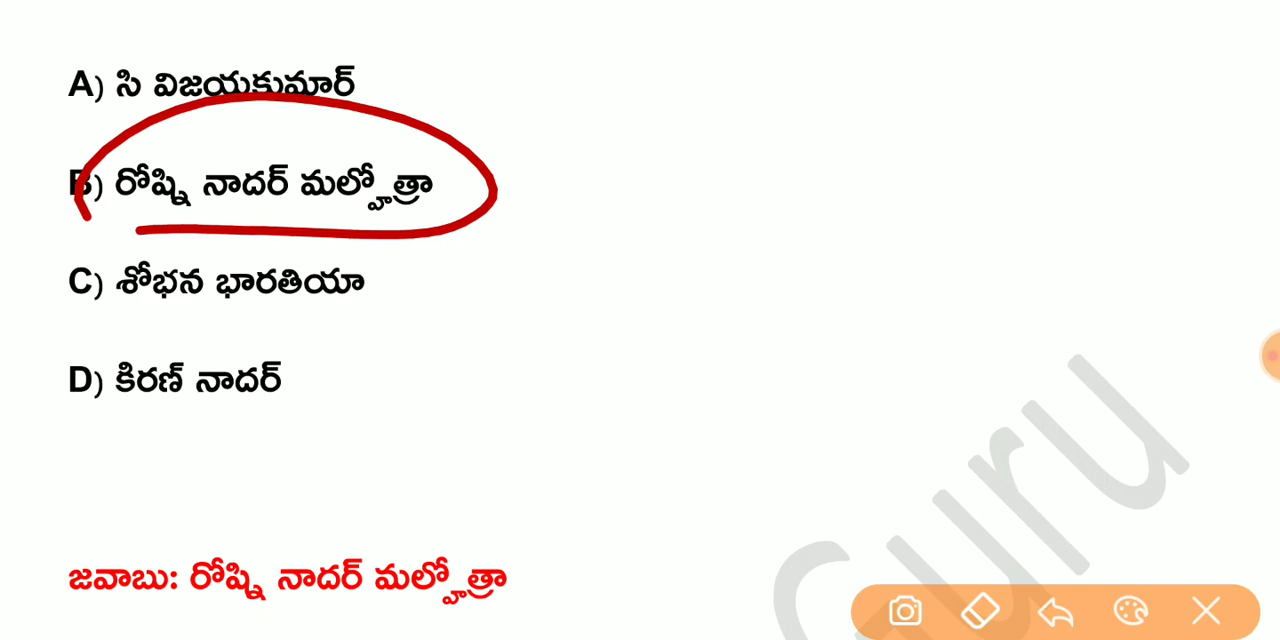 A) సి విజయకుమార్
B) రోష్ని నాదర్ మల్హోత్రా
C) శోభన భారతియా
D) కిరణ్ నాదర్
జవాబు: రోష్ని నాదర్ మల్హోత్రా
Guru